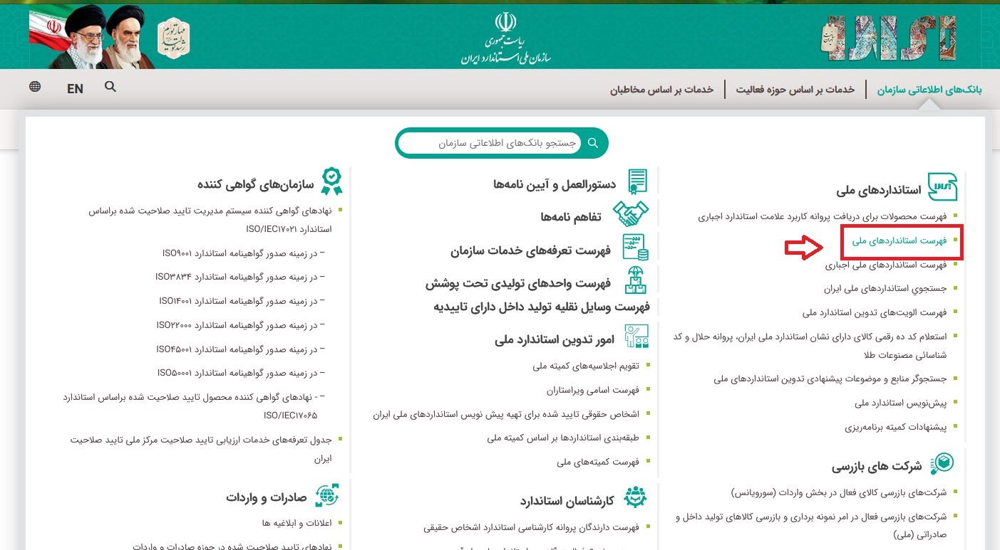 مهار تورم
رشد تولید
ریاست جمهوری
سازمان ملی استاندارد ایران
بانک‌های اطلاعاتی سازمان
خدمات بر اساس حوزه فعالیت
خدمات بر اساس مخاطبان
EN
جستجو بانک‌های اطلاعاتی سازمان
استانداردهای ملی
فهرست محصولات برای دریافت پروانه کاربرد علامت استاندارد اجباری
فهرست استانداردهای ملی
فهرست استانداردهای ملی اجباری
جستجوي استانداردهای ملی ایران
فهرست الویت‌های تدوین استاندارد ملی
استعلام کد ده رقمی کالای دارای نشان استاندارد ملی ایران، پروانه حلال و کد
شناسائی مصنوعات طلا
جستجوگر منابع و موضوعات پیشنهادی تدوین استانداردهای ملی
پیش‌نویس استاندارد ملی
پیشنهادات کمیته برنامه‌ریزی
شرکت های بازرسی
شرکت‌های بازرسی کالای فعال در بخش واردات (سورویانس)
شرکت‌های بازرسی فعال در امر نمونه برداری و بازرسی کالاهای تولید داخل و
صادراتی (ملی)
دستورالعمل و آیین نامه‌ها
تفاهم نامه‌ها
فهرست تعرفه‌های خدمات سازمان
فهرست واحدهای تولیدی تحت پوشش
فهرست وسایل نقلیه تولید داخل دارای تاییدیه
امور تدوین استاندارد ملی
تقویم اجلاسیه‌های کمیته ملی
فهرست اسامی ویراستاران
اشخاص حقوقی تایید شده برای تهیه پیش نویس استانداردهای ملی ایران
طبقه‌بندی استانداردها بر اساس کمیته ملی
فهرست کمیته‌های ملی
کارشناسان استاندارد
فهرست دارندگان پروانه کارشناسی استاندارد اشخاص حقیقی
سازمان‌های گواهی کننده
نهادهای گواهی کننده سیستم مدیریت تایید صلاحیت شده براساس
استاندارد ISO/IEC۱۷۰۲۱
– در زمینه صدور گواهینامه استاندارد ISO۹۰۰۱
– در زمینه صدور گواهینامه استاندارد ISO۳۸۳۴
– در زمینه صدور گواهینامه استاندارد ISO۱۴۰۰۱
– در زمینه صدور گواهینامه استاندارد ISO۲۲۰۰۰
– در زمینه صدور گواهینامه استاندارد ISO۴۵۰۰۱
– در زمینه صدور گواهینامه استاندارد ISO۵۰۰۰۱
– - نهادهای گواهی کننده محصول تایید صلاحیت شده براساس استاندارد
ISO/IEC۱۷۰۶۵
جدول تعرفه‌های خدمات ارزیابی تایید صلاحیت مرکز ملی تایید صلاحیت
ایران
صادرات و واردات
اعلانات و ابلاغیه ها
نهادهای تایید صلاحیت شده در حوزه صادرات و واردات